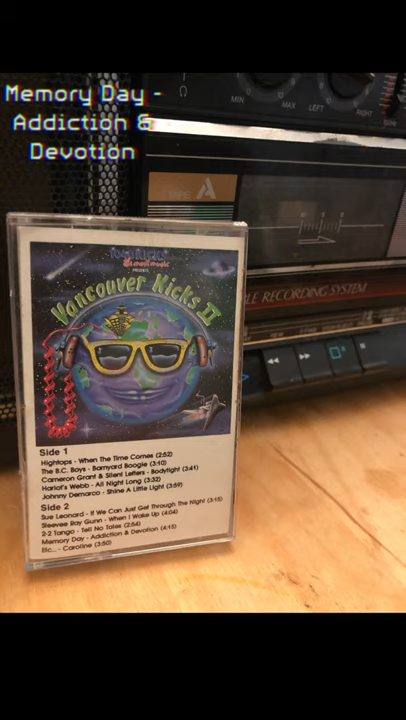 Memory Day -
Addiction &
Devotion
MIN
MAX
LEFT
RIGHT
TAPE A
LE RECORDING SYSTEM
PRESENTS
Vancouver Kicks II
Side 1
Hightops - When The Time Comes (2:52)
The B.C. Boys - Barnyard Boogie (3:10)
Cameron Grant & Silent Letters - Bodyfight (3:41)
Harlot's Webb - All Night Long (3:32)
Johnny Demarco - Shine A Little Light (3:59)
Side 2
Sue Leonard - If We Can Just Get Through The Night (3:15)
Sleevee Ray Gunn - When I Wake Up (4:04)
2-2 Tango - Tell No Tales (2:54)
Memory Day - Addiction & Devotion (4:15)
Etc... - Caroline (3:50)